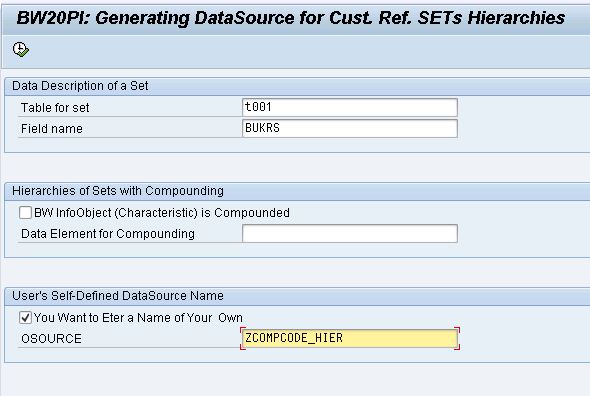 BW20PI: Generating DataSource for Cust. Ref. SETs Hierarchies
Data Description of a Set
Table for set t001
Field name BUKRS
Hierarchies of Sets with Compounding
BW InfoObject (Characteristic) is Compounded
Data Element for Compounding
User's Self-Defined DataSource Name
You Want to Eter a Name of Your Own
OSOURCE ZCOMPCODE_HIER